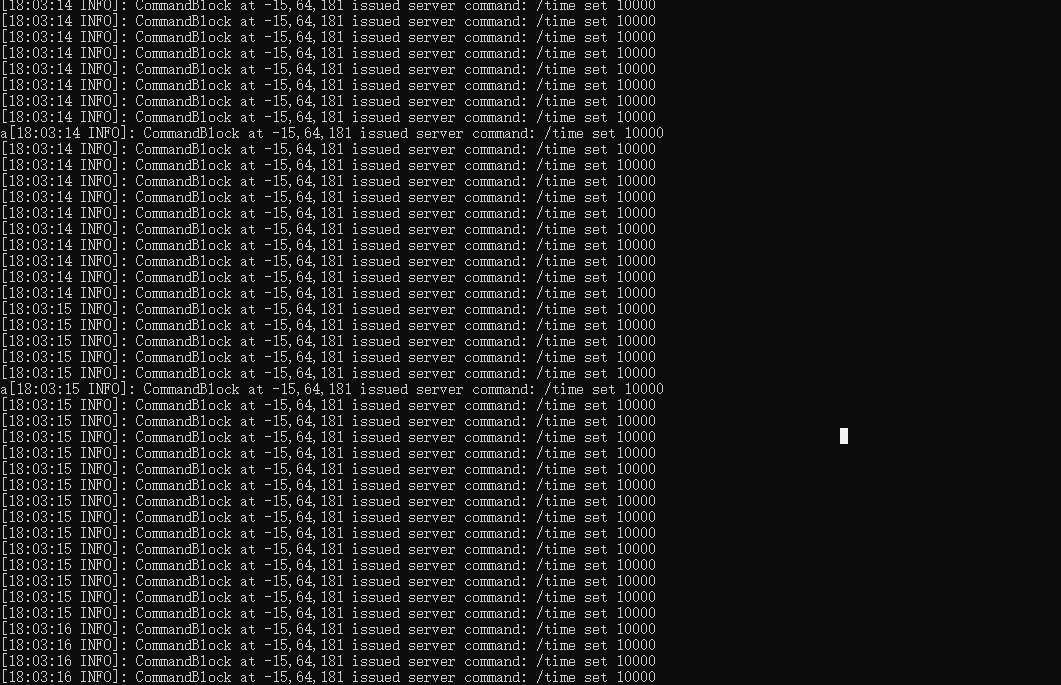 [18:03:14 INFO]: CommandBlock at -15,64,181 issued server command: /time set 10000
[18:03:14 INFO]: CommandBlock at -15,64,181 issued server command: /time set 10000
[18:03:14 INFO]: CommandBlock at -15,64,181 issued server command: /time set 10000
[18:03:14 INFO]: CommandBlock at -15,64,181 issued server command: /time set 10000
[18:03:14 INFO]: CommandBlock at -15,64,181 issued server command: /time set 10000
[18:03:14 INFO]: CommandBlock at -15,64,181 issued server command: /time set 10000
[18:03:14 INFO]: CommandBlock at -15,64,181 issued server command: /time set 10000
[18:03:14 INFO]: CommandBlock at -15,64,181 issued server command: /time set 10000
a[18:03:14 INFO]: CommandBlock at -15,64,181 issued server command: /time set 10000
[18:03:14 INFO]: CommandBlock at -15,64,181 issued server command: /time set 10000
[18:03:14 INFO]: CommandBlock at -15,64,181 issued server command: /time set 10000
[18:03:14 INFO]: CommandBlock at -15,64,181 issued server command: /time set 10000
[18:03:14 INFO]: CommandBlock at -15,64,181 issued server command: /time set 10000
[18:03:14 INFO]: CommandBlock at -15,64,181 issued server command: /time set 10000
[18:03:14 INFO]: CommandBlock at -15,64,181 issued server command: /time set 10000
[18:03:14 INFO]: CommandBlock at -15,64,181 issued server command: /time set 10000
[18:03:14 INFO]: CommandBlock at -15,64,181 issued server command: /time set 10000
[18:03:14 INFO]: CommandBlock at -15,64,181 issued server command: /time set 10000
[18:03:14 INFO]: CommandBlock at -15,64,181 issued server command: /time set 10000
[18:03:15 INFO]: CommandBlock at -15,64,181 issued server command: /time set 10000
[18:03:15 INFO]: CommandBlock at -15,64,181 issued server command: /time set 10000
[18:03:15 INFO]: CommandBlock at -15,64,181 issued server command: /time set 10000
[18:03:15 INFO]: CommandBlock at -15,64,181 issued server command: /time set 10000
[18:03:15 INFO]: CommandBlock at -15,64,181 issued server command: /time set 10000
a[18:03:15 INFO]: CommandBlock at -15,64,181 issued server command: /time set 10000
[18:03:15 INFO]: CommandBlock at -15,64,181 issued server command: /time set 10000
[18:03:15 INFO]: CommandBlock at -15,64,181 issued server command: /time set 10000
[18:03:15 INFO]: CommandBlock at -15,64,181 issued server command: /time set 10000
[18:03:15 INFO]: CommandBlock at -15,64,181 issued server command: /time set 10000
[18:03:15 INFO]: CommandBlock at -15,64,181 issued server command: /time set 10000
[18:03:15 INFO]: CommandBlock at -15,64,181 issued server command: /time set 10000
[18:03:15 INFO]: CommandBlock at -15,64,181 issued server command: /time set 10000
[18:03:15 INFO]: CommandBlock at -15,64,181 issued server command: /time set 10000
[18:03:15 INFO]: CommandBlock at -15,64,181 issued server command: /time set 10000
[18:03:15 INFO]: CommandBlock at -15,64,181 issued server command: /time set 10000
[18:03:15 INFO]: CommandBlock at -15,64,181 issued server command: /time set 10000
[18:03:15 INFO]: CommandBlock at -15,64,181 issued server command: /time set 10000
[18:03:15 INFO]: CommandBlock at -15,64,181 issued server command: /time set 10000
[18:03:15 INFO]: CommandBlock at -15,64,181 issued server command: /time set 10000
[18:03:16 INFO]: CommandBlock at -15,64,181 issued server command: /time set 10000
[18:03:16 INFO]: CommandBlock at -15,64,181 issued server command: /time set 10000
[18:03:16 INFO]: CommandBlock at -15,64,181 issued server command: /time set 10000
[18:03:16 INFO]: CommandBlock at -15,64,181 issued server command: /time set 10000